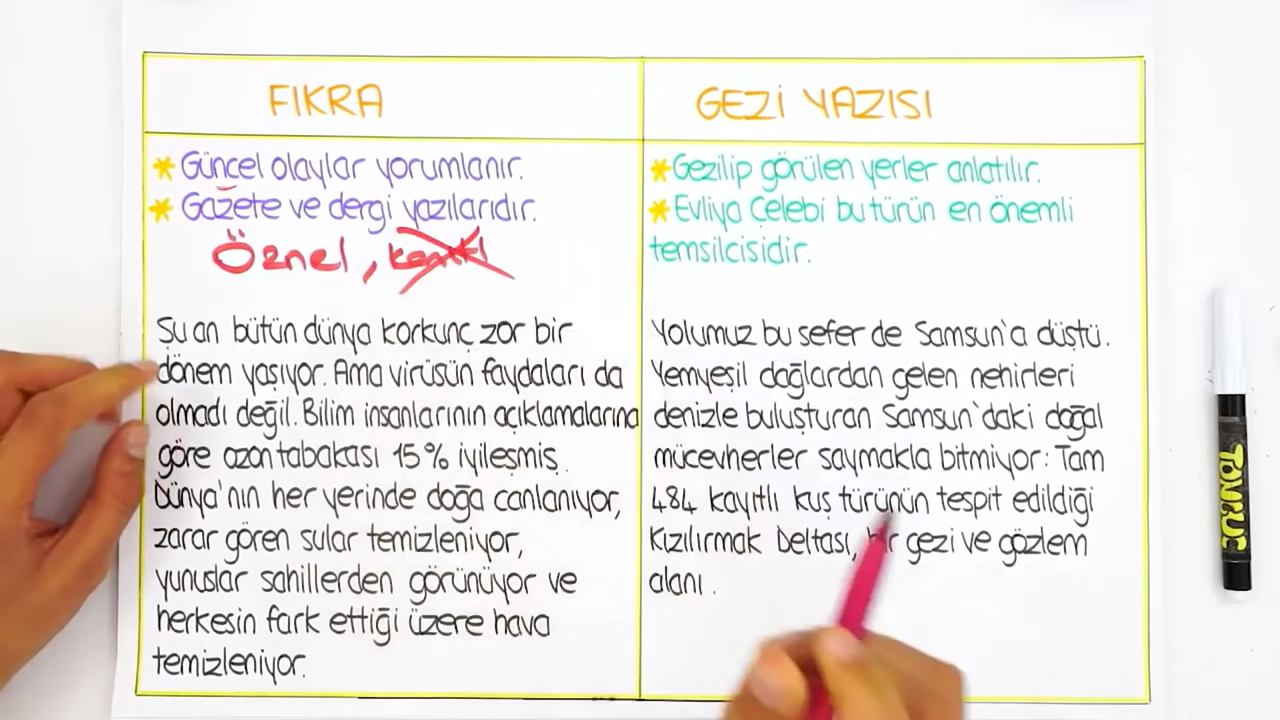 FIKRA
* Güncel olaylar yorumlanır.
* Gazete ve dergi yazılarıdır.
Öznel,
Şu an bütün dünya korkunç zor bir
dönem yaşıyor. Ama virüsün faydaları da
olmadı değil. Bilim insanlarının açıklamalarına
göre ozon tabakası 15% iyileşmiş.
Dünya'nın her yerinde doğa canlanıyor,
zarar gören sular temizleniyor,
yunuslar sahillerden görünüyor ve
herkesin fark ettiği üzere hava
temizleniyor.
GEZİ YAZISI
* Gezilip görülen yerler anlatılır.
* Evliya Çelebi bu türün en önemli
temsilcisidir.
Yolumuz bu sefer de Samsun'a düştü.
Yemyeşil dağlardan gelen nehirleri
denizle buluşturan Samsun'daki doğal
mücevherler saymakla bitmiyor: Tam
484 kayıtlı kuş türünün tespit edildiği
Kızılırmak Deltası, bir gezi ve gözlem
alanı.
TONGUÇ